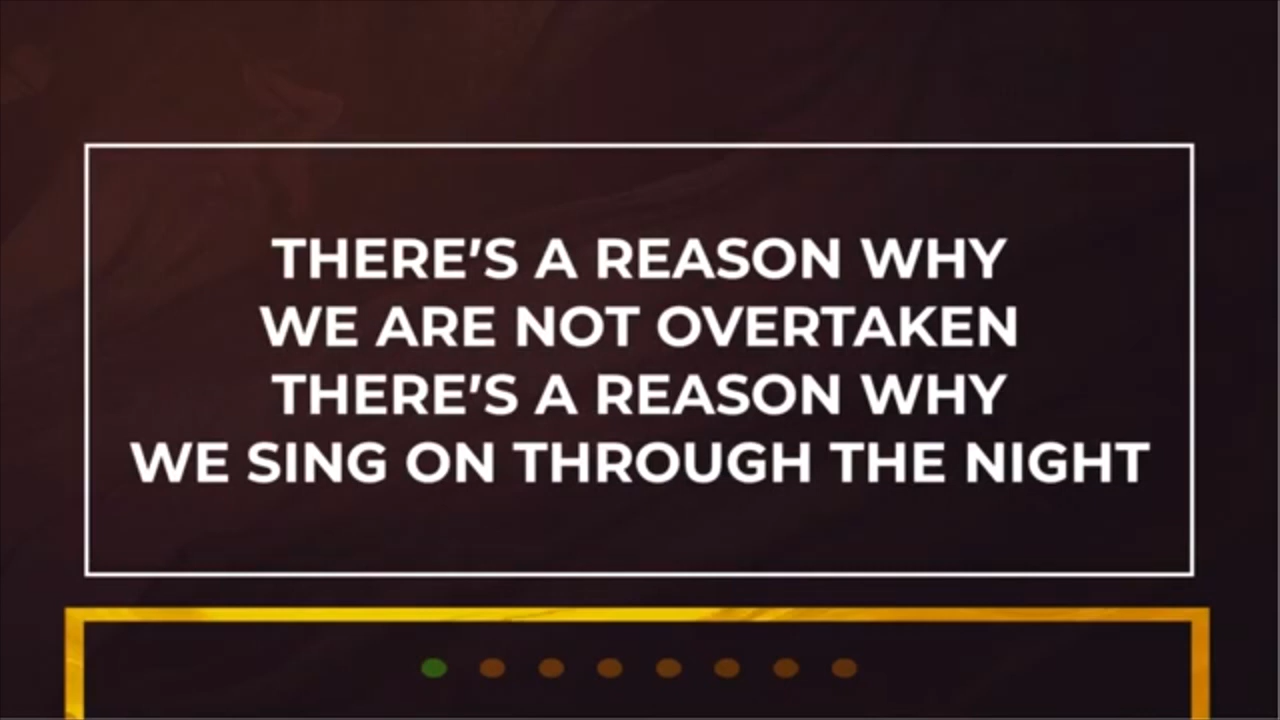 THERE'S A REASON WHY
WE ARE NOT OVERTAKEN
THERE'S A REASON WHY
WE SING ON THROUGH THE NIGHT